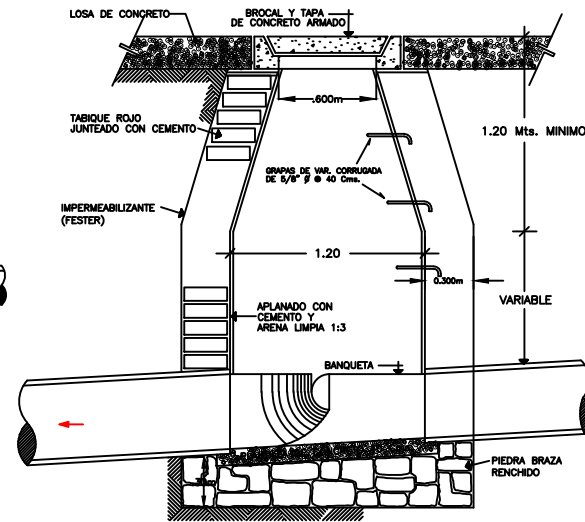 LOSA DE CONCRETO
BROCAL Y TAPA
DE CONCRETO ARMADO
.600m
TABIQUE ROJO
JUNTEADO CON CEMENTO
1.20 Mts. MINIMO
GRAPAS DE VAR. CORRUGADA
DE 5/8" Ø @ 40 Cms.
IMPERMEABILIZANTE
(FESTER)
1.20
0.300m
VARIABLE
APLANADO CON
CEMENTO Y
ARENA LIMPIA 1:3
BANQUETA
PIEDRA BRAZA
RENCHIDO